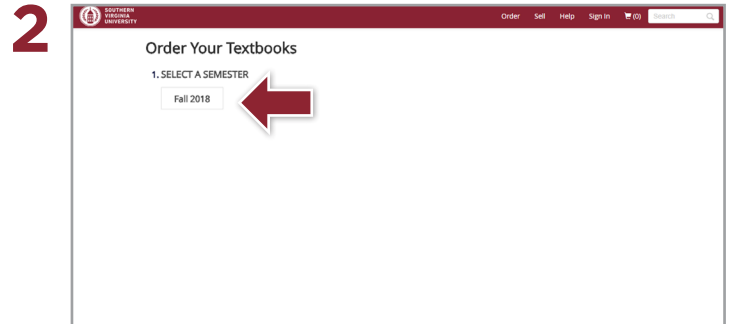 2
SOUTHERN
VIRGINIA
UNIVERSITY
Order Sell Help Sign In (0) Search
Order Your Textbooks
1. SELECT A SEMESTER
Fall 2018